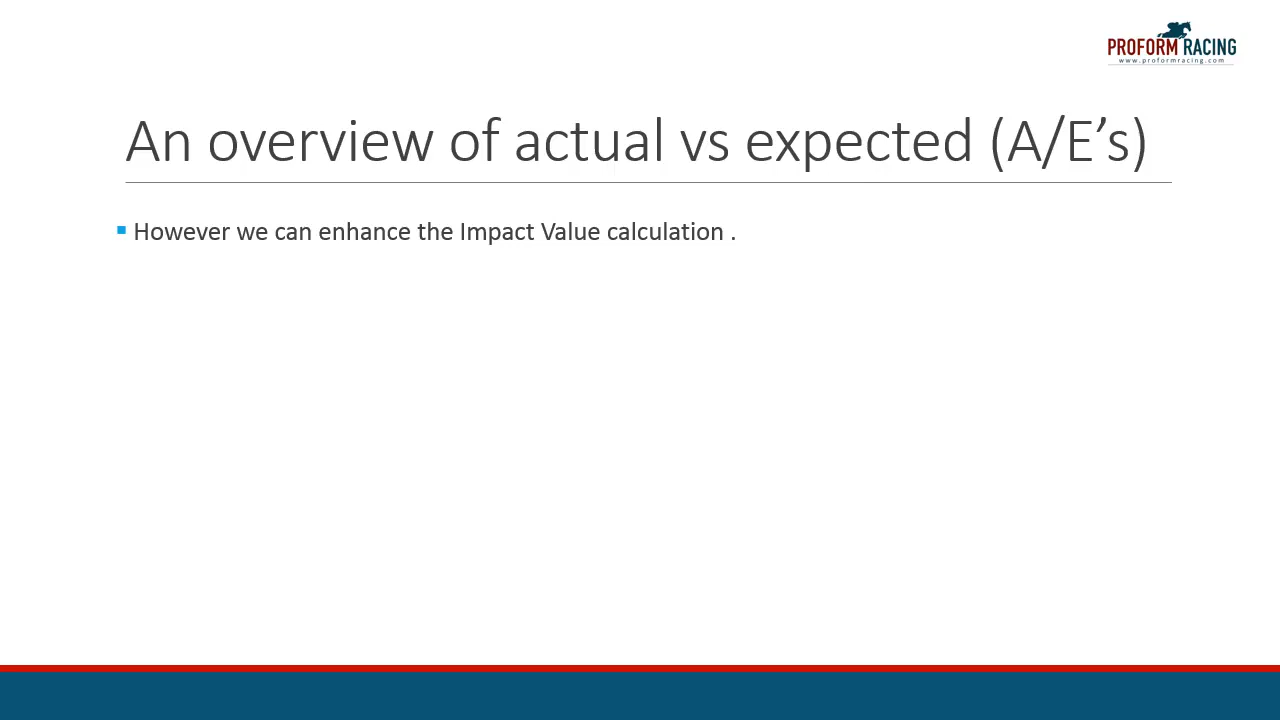 PROFORM RACING
www.proformracing.com
An overview of actual vs expected (A/E’s)
However we can enhance the Impact Value calculation .